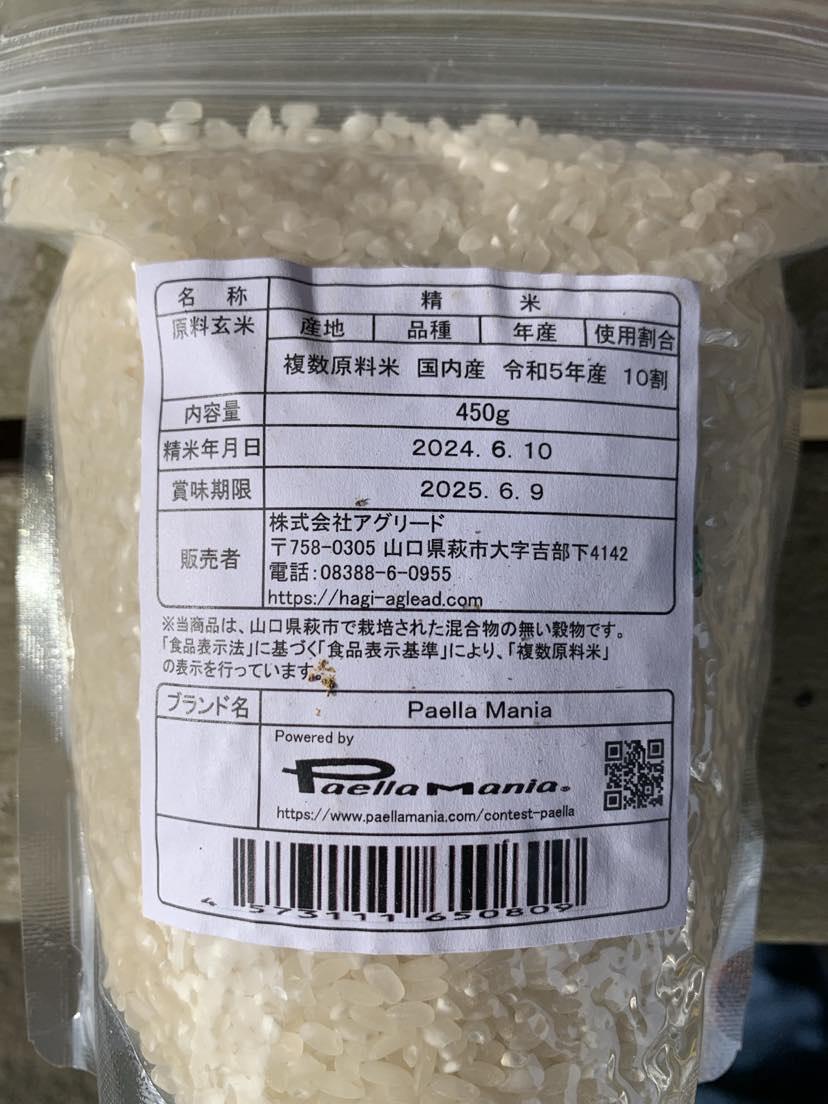 名 称 精 米
原料玄米 産地 品種 年産 使用割合
複数原料米 国内産 令和5年産 10割
内容量 450g
精米年月日 2024. 6. 10
賞味期限 2025. 6. 9
販売者 株式会社アグリード
〒758-0305 山口県萩市大字吉部下4142
電話:08388-6-0955
https://hagi-aglead.com
※当商品は、山口県萩市で栽培された混合物の無い穀物です。
「食品表示法」に基づく「食品表示基準」により、「複数原料米」
の表示を行っています。
ブランド名 Paella Mania
Powered by
Paella Mania®
https://www.paellamania.com/contest-paella
4 573111 650809